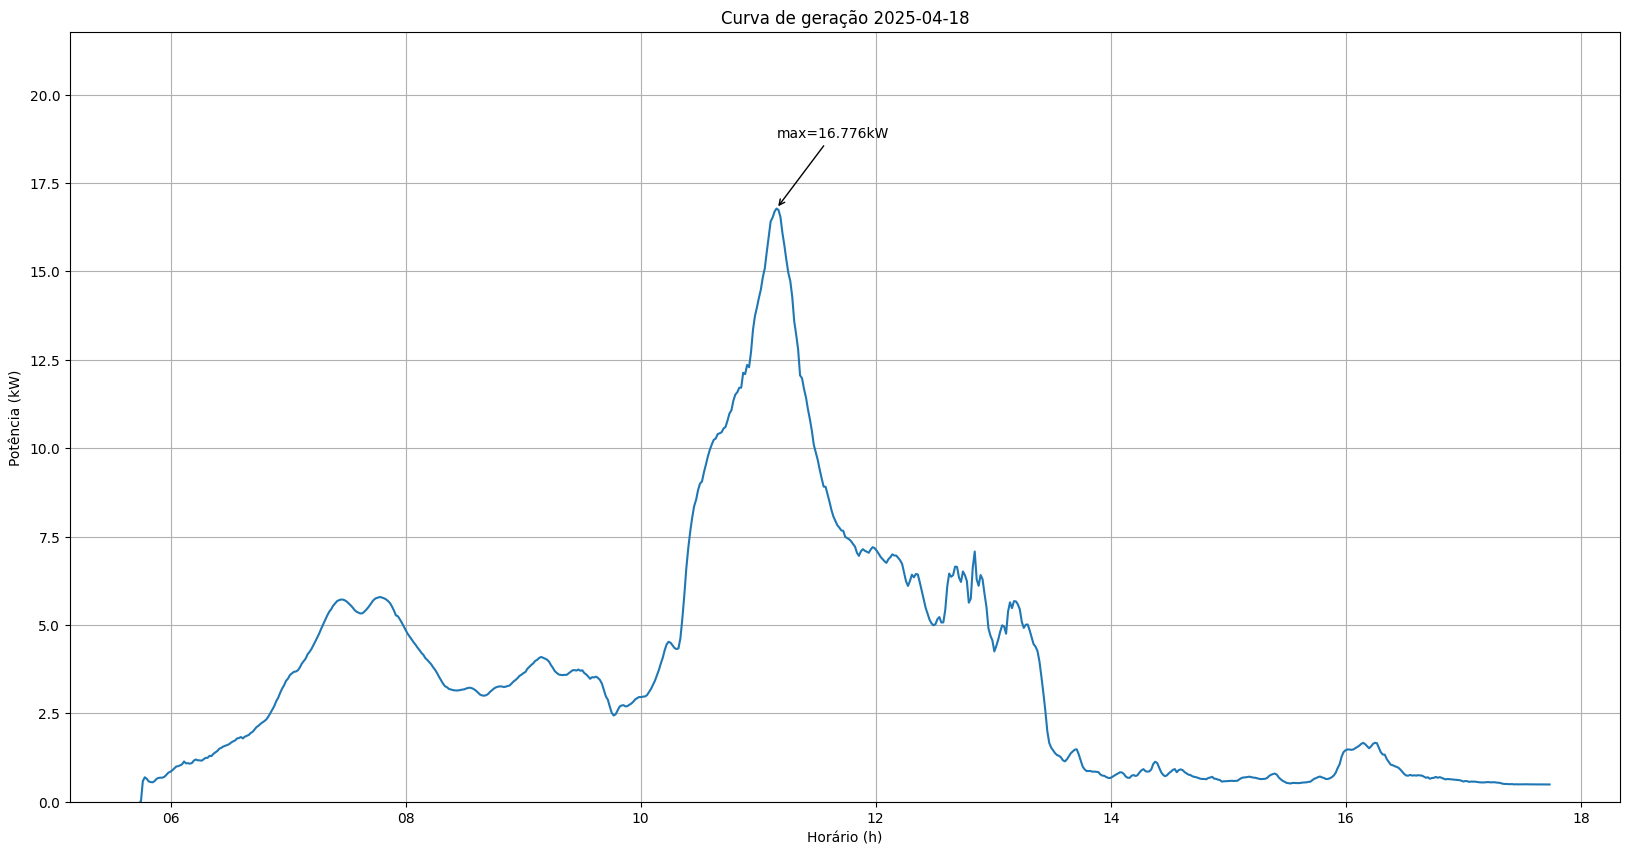 Curva de geração 2025-04-18
max=16.776kW
Potência (kW)
20.0
17.5
15.0
12.5
10.0
7.5
5.0
2.5
0.0
06 08 10 12 14 16 18
Horário (h)